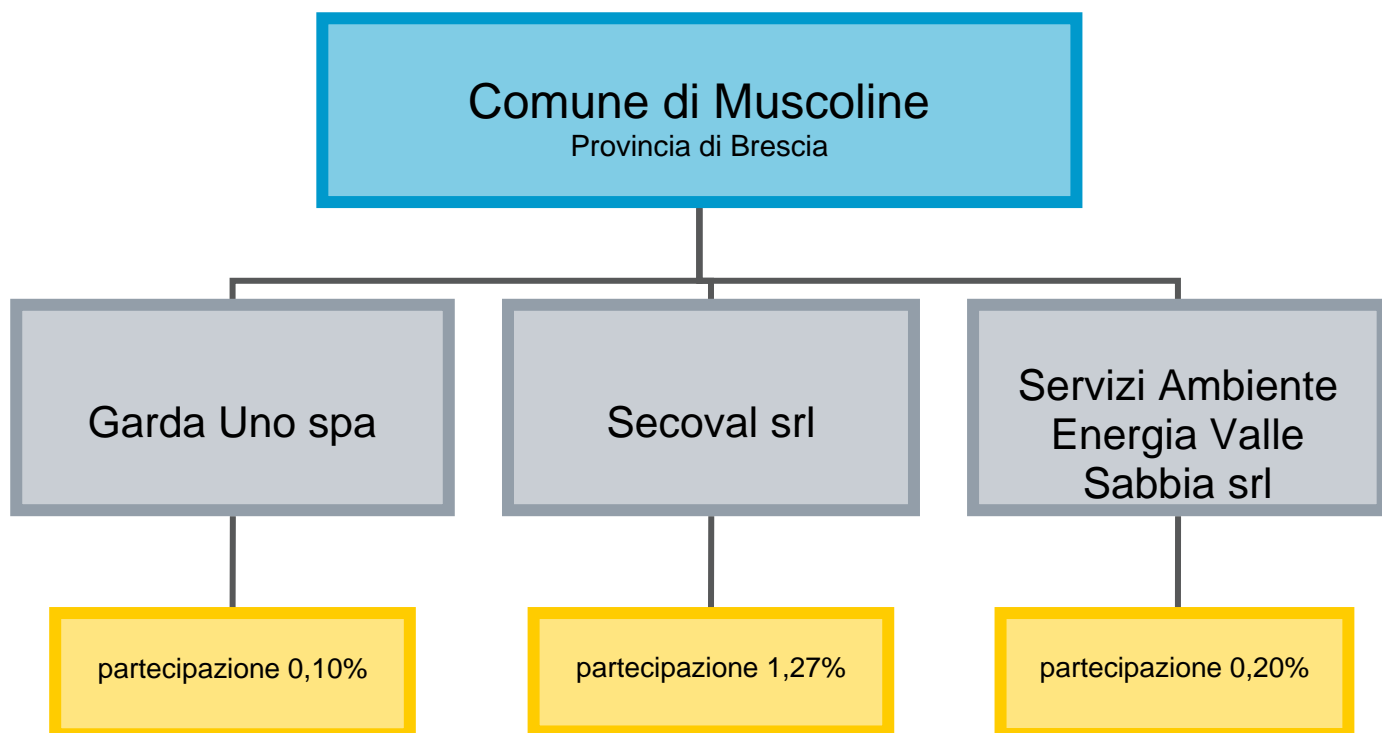 Comune di Muscoline
Provincia di Brescia
Garda Uno spa
Secoval srl
Servizi Ambiente
Energia Valle
Sabbia srl
partecipazione 0,10%
partecipazione 1,27%
partecipazione 0,20%